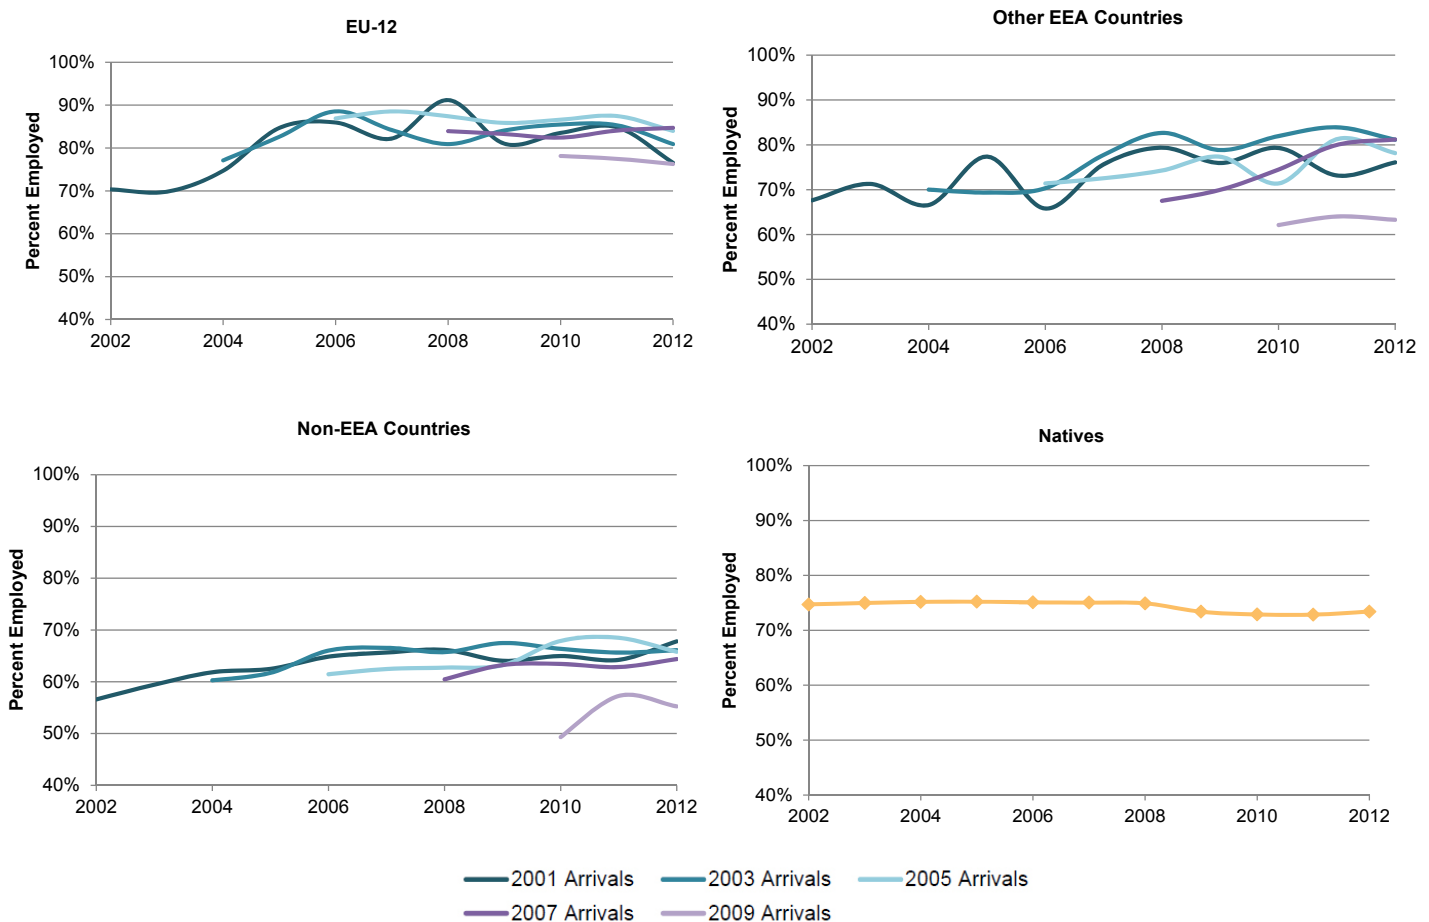 EU-12
Percent Employed
100%
90%
80%
70%
60%
50%
40%
2002 2004 2006 2008 2010 2012
Other EEA Countries
Percent Employed
100%
90%
80%
70%
60%
50%
40%
2002 2004 2006 2008 2010 2012
Non-EEA Countries
Percent Employed
100%
90%
80%
70%
60%
50%
40%
2002 2004 2006 2008 2010 2012
Natives
Percent Employed
100%
90%
80%
70%
60%
50%
40%
2002 2004 2006 2008 2010 2012
2001 Arrivals 2003 Arrivals 2005 Arrivals
2007 Arrivals 2009 Arrivals